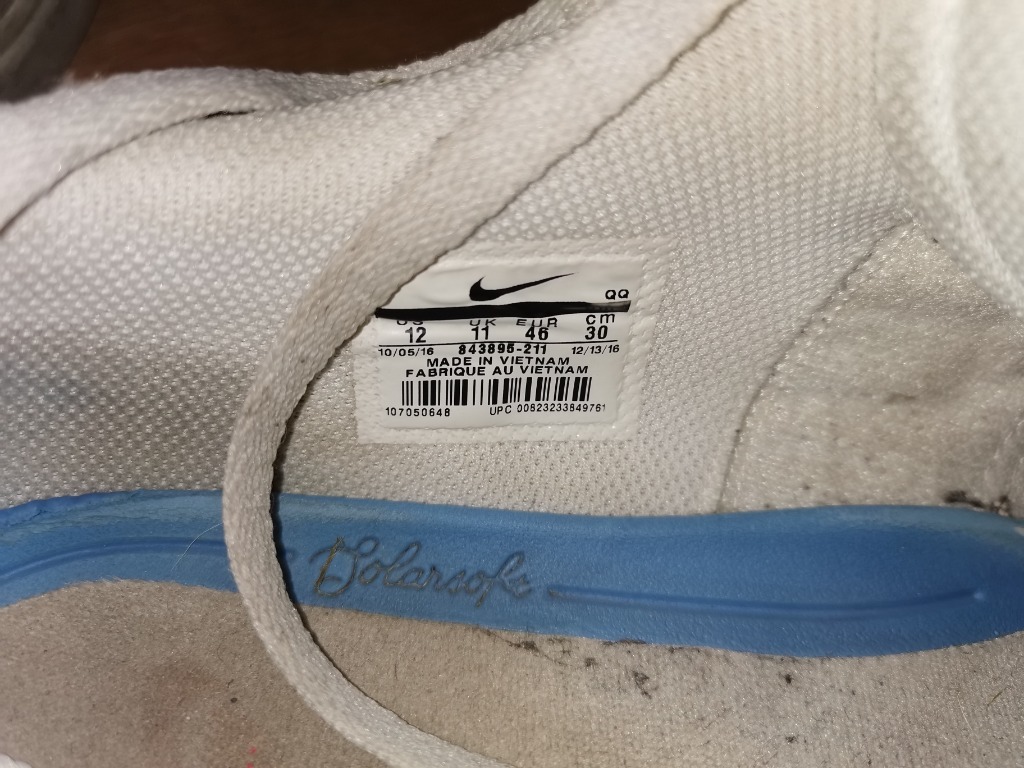 QQ
US UK EUR cm
12 11 46 30
10/05/16 843895-211 12/13/16
MADE IN VIETNAM
FABRIQUE AU VIETNAM
107050648 UPC 00823233849761
Solarsoft